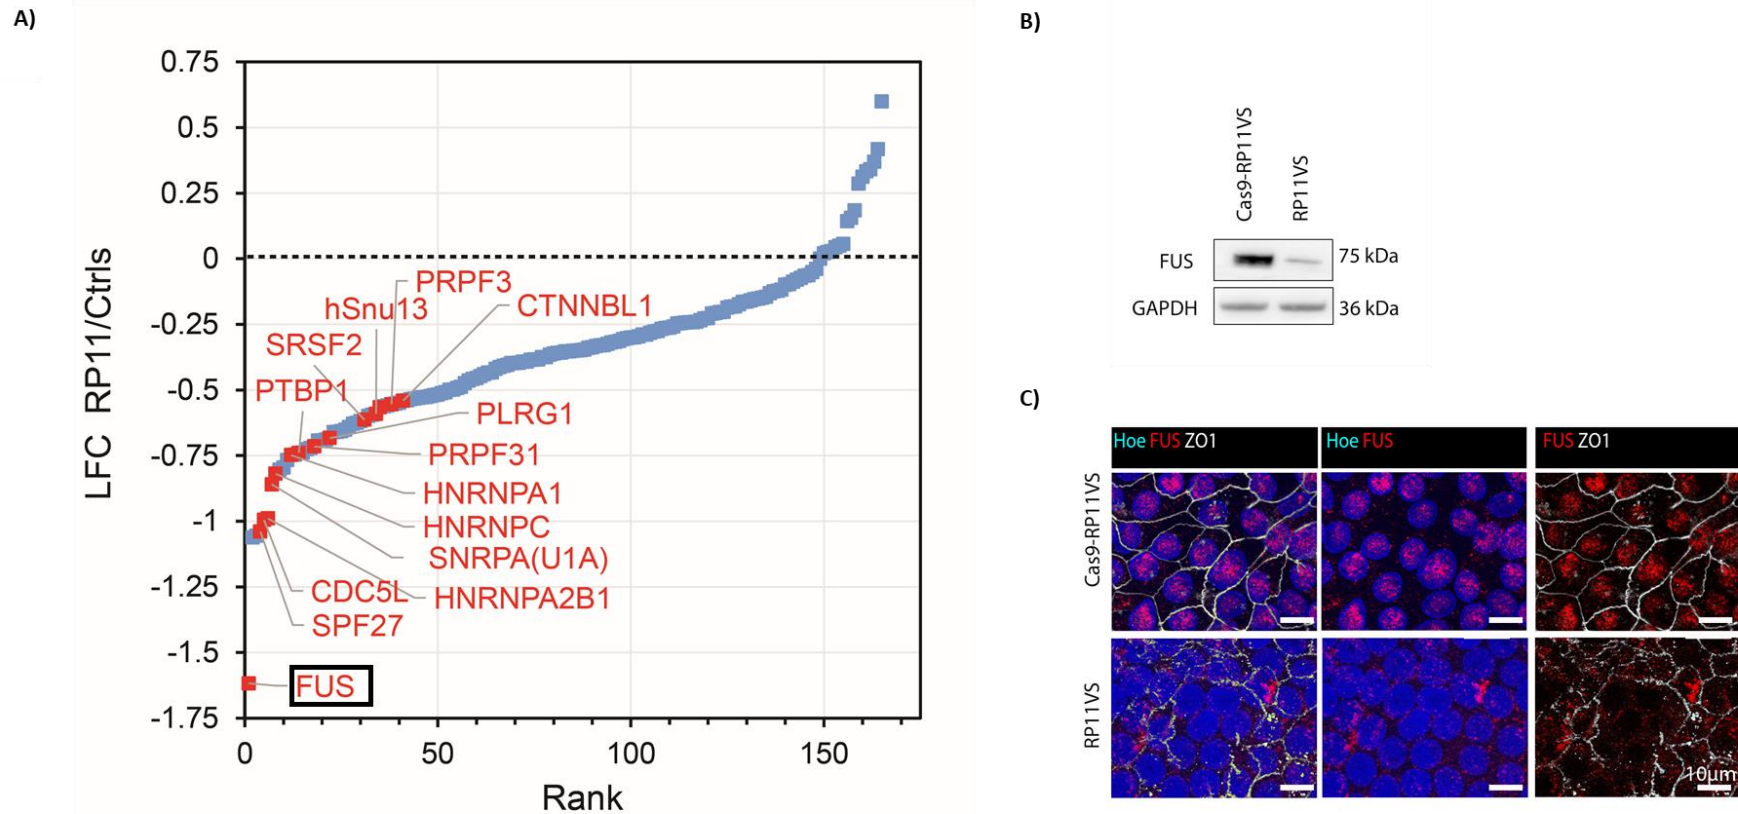 A)
0.75
0.5
0.25
0
-0.25
-0.5
-0.75
-1
-1.25
-1.5
-1.75
LFC RP11/Ctrls
PRPF3
hSnu13
CTNNBL1
SRSF2
PTBP1
PLRG1
PRPF31
HNRNPA1
HNRNPC
SNRPA(U1A)
CDC5L
HNRNPA2B1
SPF27
FUS
0 50 100 150
Rank
B)
Cas9-RP11VS
RP11VS
FUS 75 kDa
GAPDH 36 kDa
C)
Hoe FUS ZO1
Hoe FUS
FUS ZO1
Cas9-RP11VS
RP11VS
10µm